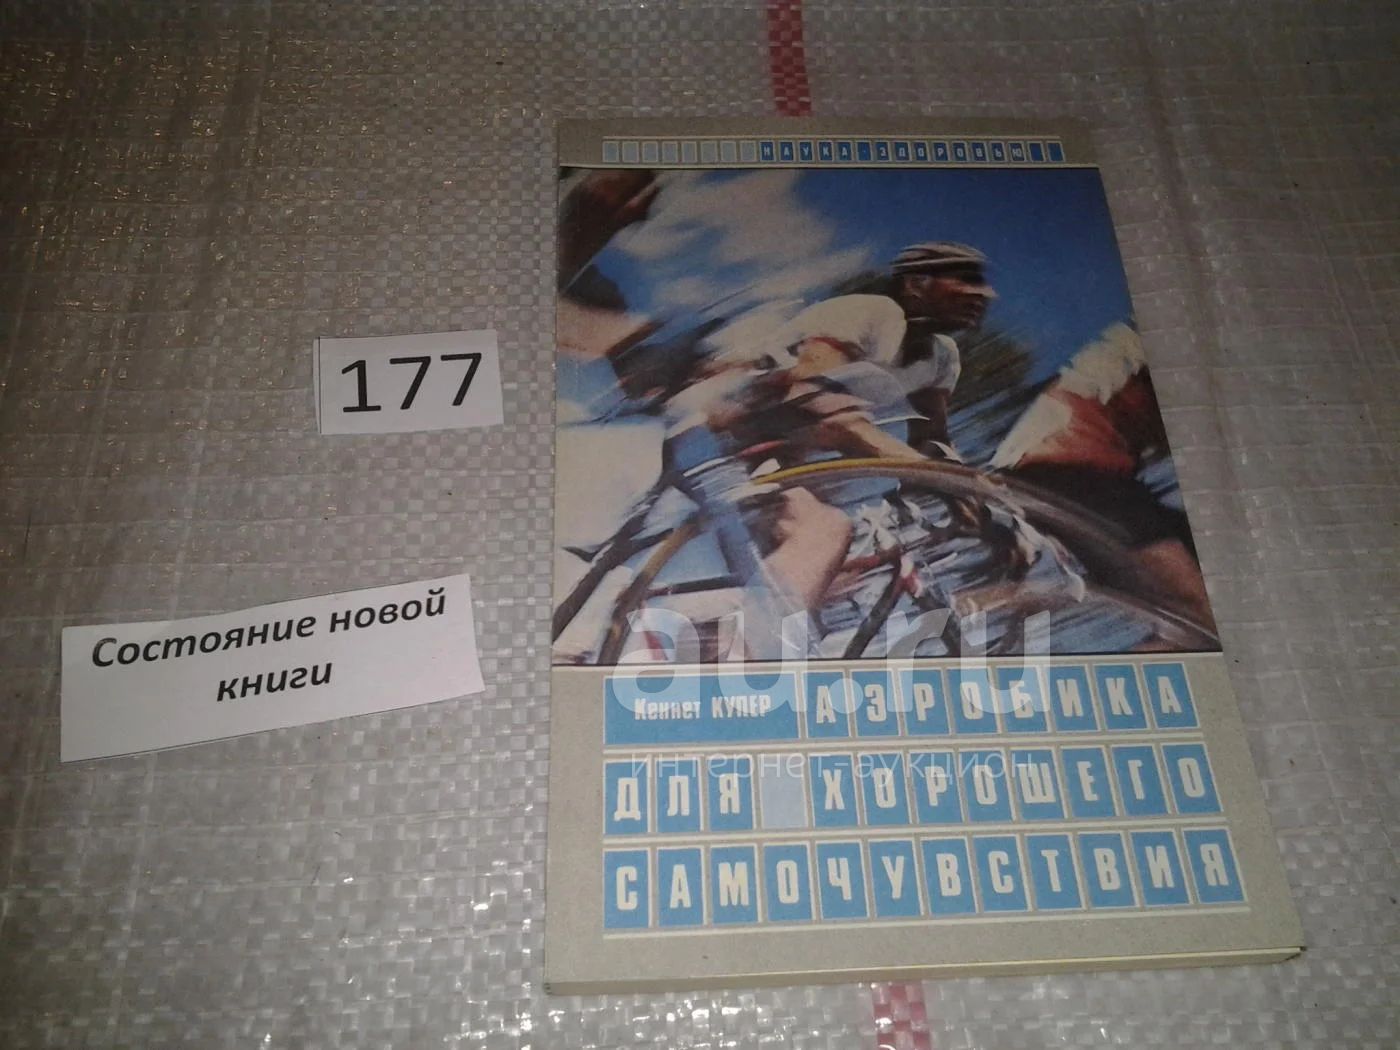 НАУКА-ЗДОРОВЬЮ
177
Состояние новой
книги
au.ru
интернет-аукцион
Кеннет КУПЕР АЭРОБИКА
ДЛЯ ХОРОШЕГО
САМОЧУВСТВИЯ